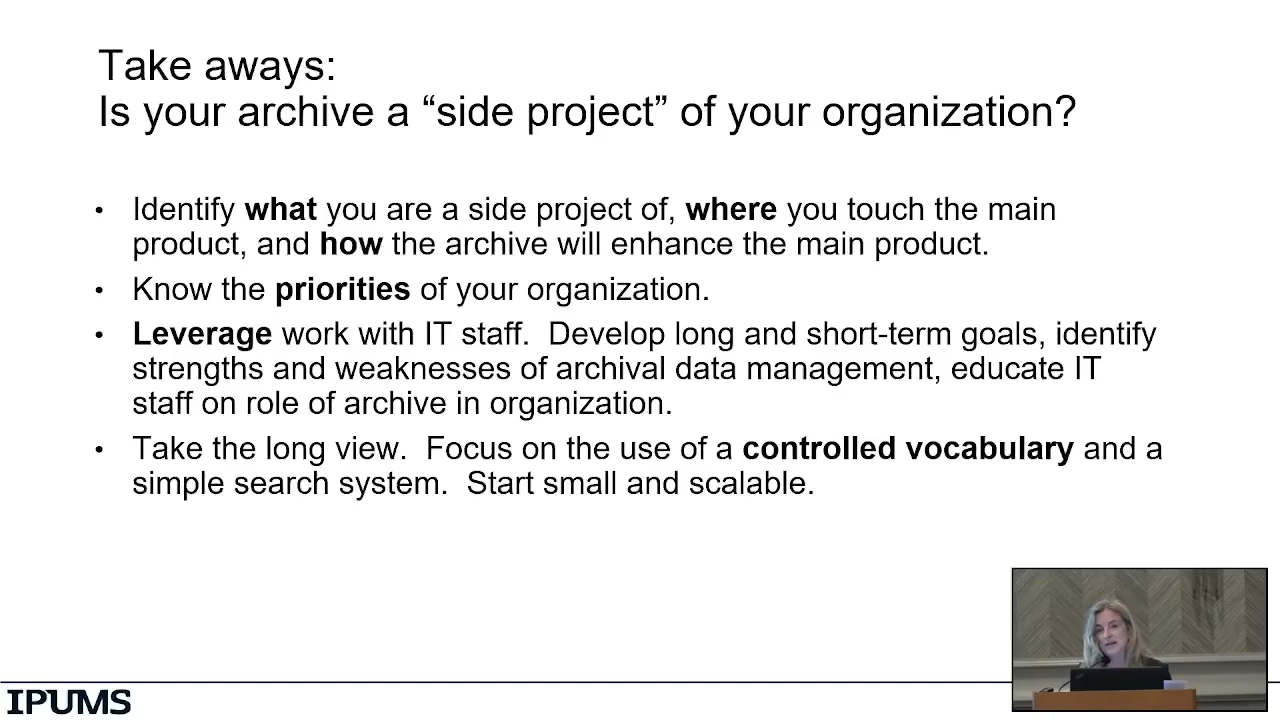 Take aways:
Is your archive a “side project” of your organization?
• Identify what you are a side project of, where you touch the main
product, and how the archive will enhance the main product.
• Know the priorities of your organization.
• Leverage work with IT staff.  Develop long and short-term goals, identify
strengths and weaknesses of archival data management, educate IT
staff on role of archive in organization.
• Take the long view.  Focus on the use of a controlled vocabulary and a
simple search system.  Start small and scalable.
IPUMS